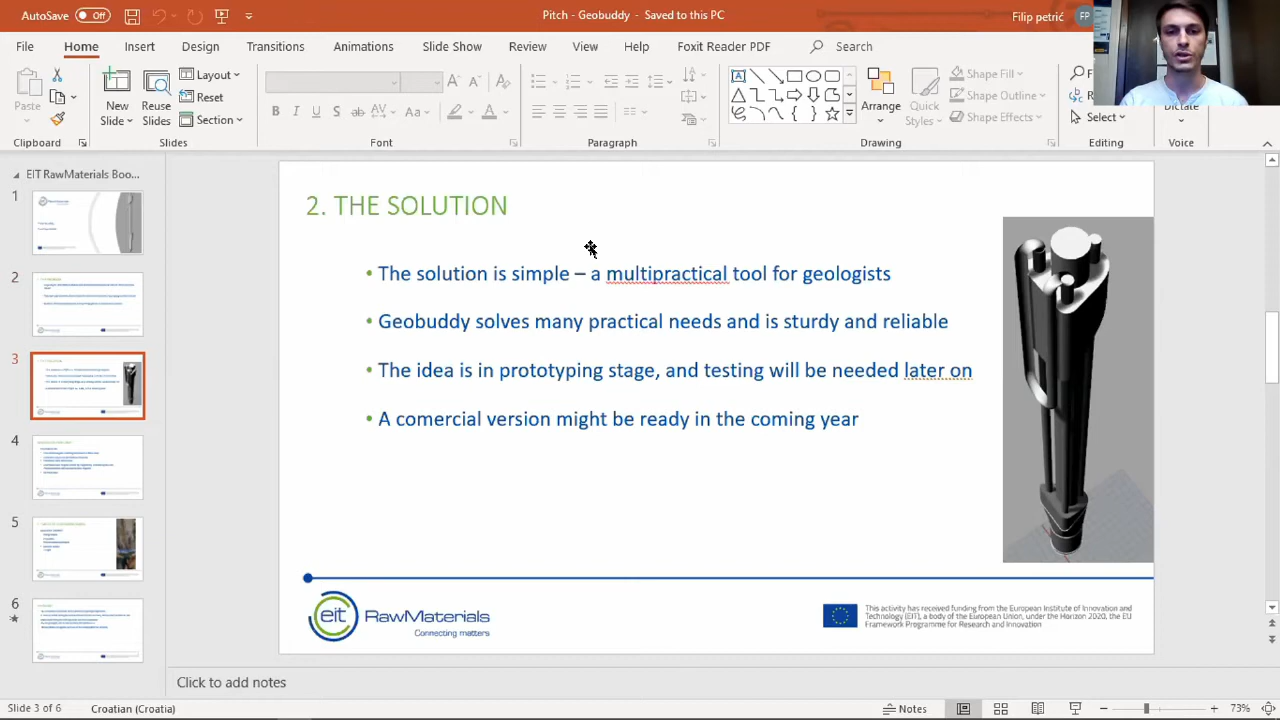 AutoSave Off
Pitch - Geobuddy - Saved to this PC
Filip petrić FP
File Home Insert Design Transitions Animations Slide Show Review View Help Foxit Reader PDF Search
Paste
New Slide
Reuse Slides
Layout
Reset
Section
Arrange
Quick Styles
Shape Fill
Shape Outline
Shape Effects
Select
Dictate
Clipboard Slides Font Paragraph Drawing Editing Voice
EIT RawMaterials Boo...
1
2
3
4
5
6
2. THE SOLUTION
• The solution is simple – a multipractical tool for geologists
• Geobuddy solves many practical needs and is sturdy and reliable
• The idea is in prototyping stage, and testing will be needed later on
• A comercial version might be ready in the coming year
eit RawMaterials
Connecting matters
This activity has received funding from the European Institute of Innovation and
Technology (EIT), a body of the European Union, under the Horizon 2020, the EU
Framework Programme for Research and Innovation
Click to add notes
Slide 3 of 6 Croatian (Croatia) Notes 73%